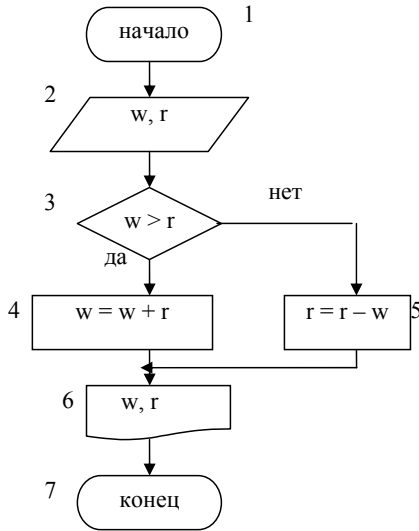 начало 1
2 w, r
нет
3 w > r
да
4 w = w + r
r = r – w 5
6 w, r
7 конец